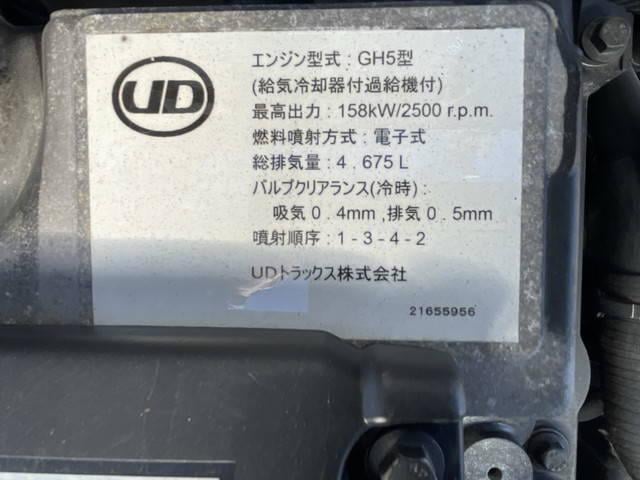 UD
エンジン型式 : GH5型
(給気冷却器付過給機付)
最高出力 : 158kW/2500 r.p.m.
燃料噴射方式 : 電子式
総排気量 : 4 . 675 L
バルブクリアランス(冷時) :
吸気 0 . 4mm ,排気 0 . 5mm
噴射順序 : 1 - 3 - 4 - 2
UDトラックス株式会社
21655956